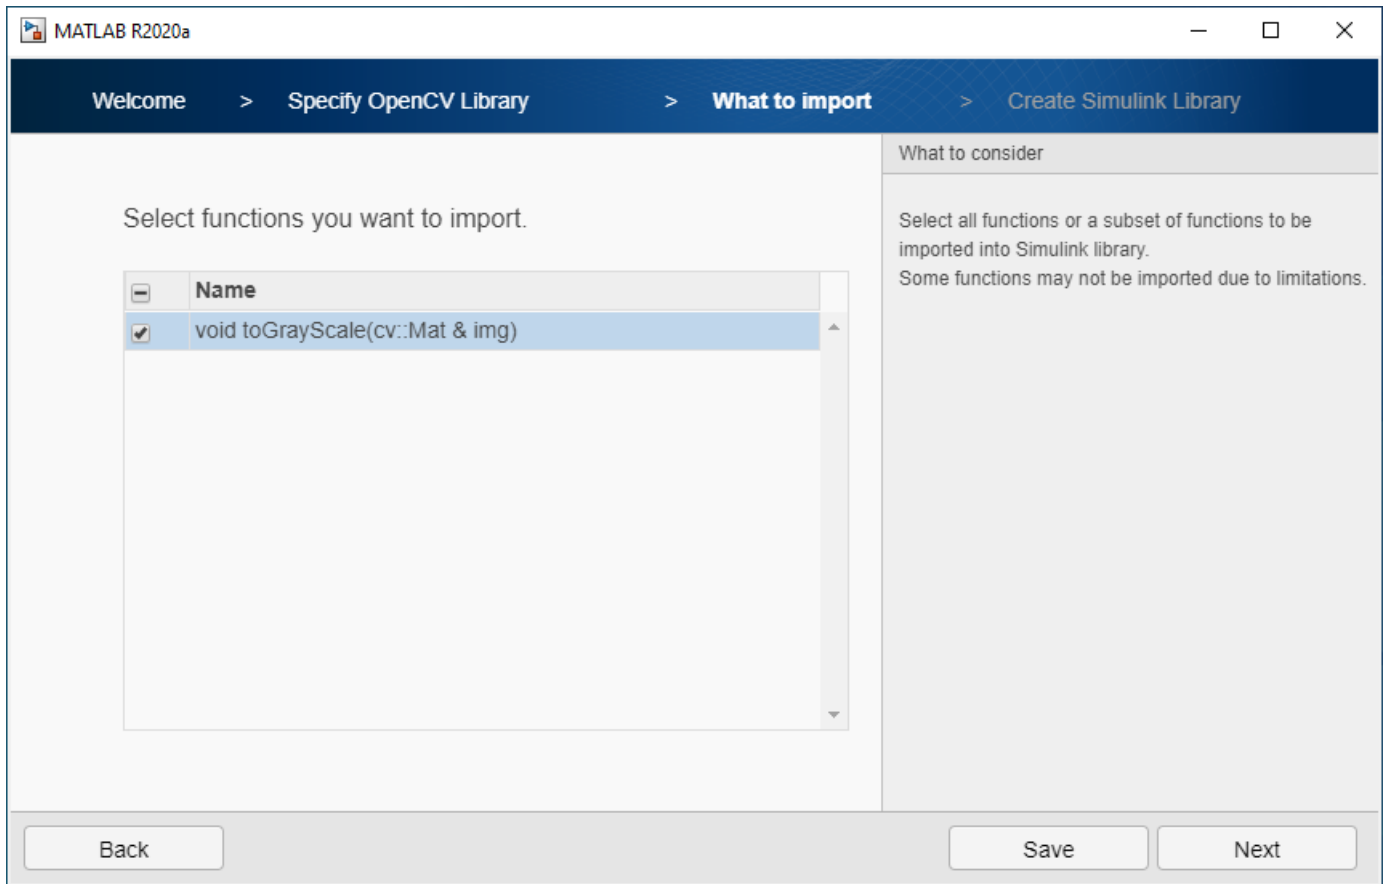 MATLAB R2020a
Welcome > Specify OpenCV Library > What to import > Create Simulink Library
What to consider
Select functions you want to import.
Name
void toGrayScale(cv::Mat & img)
Select all functions or a subset of functions to be
imported into Simulink library.
Some functions may not be imported due to limitations.
Back
Save
Next